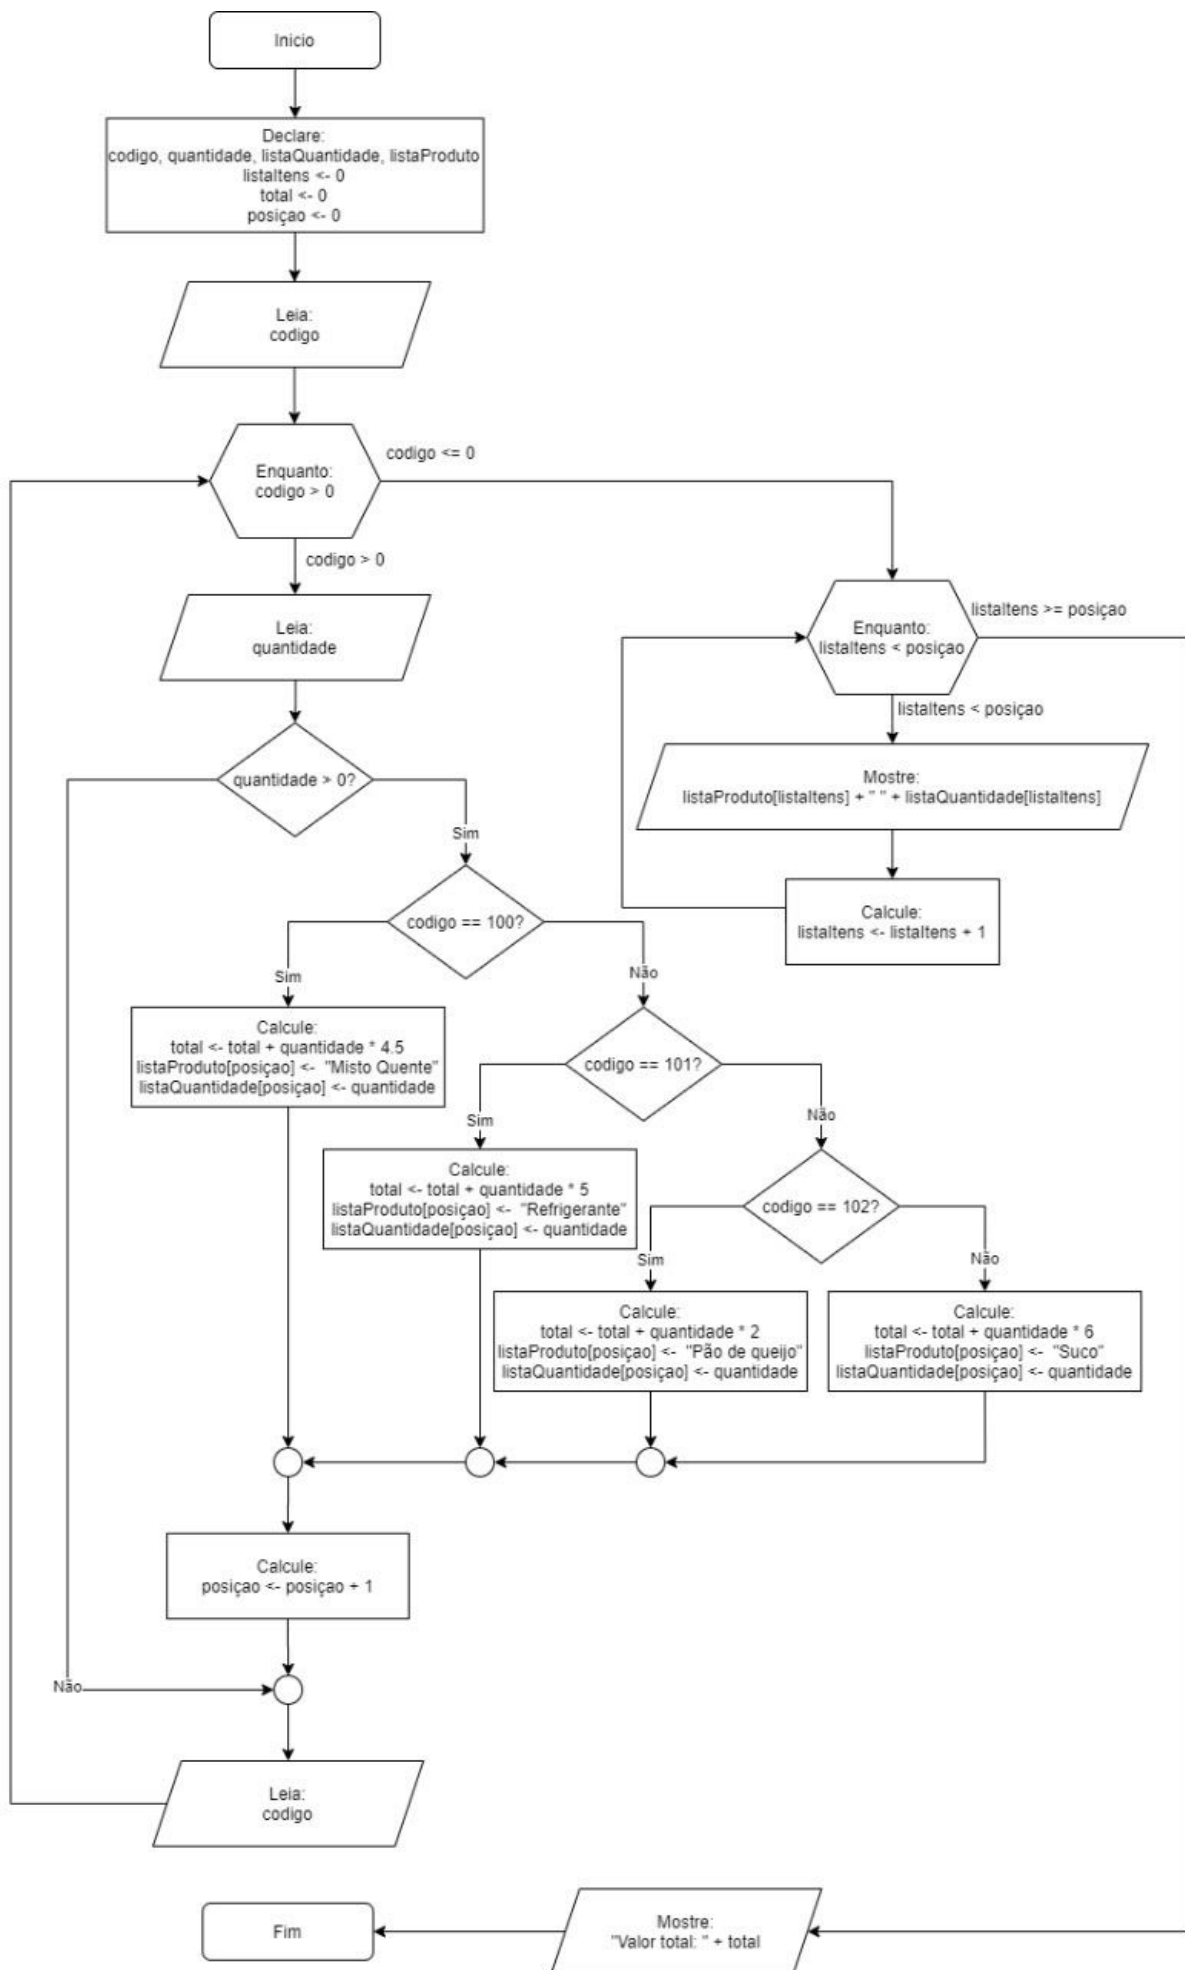 Inicio
Declare:
codigo, quantidade, listaQuantidade, listaProduto
listaItens <- 0
total <- 0
posiçao <- 0
Leia:
codigo
Enquanto:
codigo > 0
codigo <= 0
codigo > 0
Leia:
quantidade
quantidade > 0?
Sim
codigo == 100?
Sim
Não
Calcule:
total <- total + quantidade * 4.5
listaProduto[posiçao] <- "Misto Quente"
listaQuantidade[posiçao] <- quantidade
codigo == 101?
Sim
Não
Calcule:
total <- total + quantidade * 5
listaProduto[posiçao] <- "Refrigerante"
listaQuantidade[posiçao] <- quantidade
codigo == 102?
Sim
Não
Calcule:
total <- total + quantidade * 2
listaProduto[posiçao] <- "Pão de queijo"
listaQuantidade[posiçao] <- quantidade
Calcule:
total <- total + quantidade * 6
listaProduto[posiçao] <- "Suco"
listaQuantidade[posiçao] <- quantidade
Calcule:
posiçao <- posiçao + 1
Não
Leia:
codigo
Enquanto:
listaItens < posiçao
listaItens >= posiçao
listaItens < posiçao
Mostre:
listaProduto[listaItens] + " " + listaQuantidade[listaItens]
Calcule:
listaItens <- listaItens + 1
Mostre:
"Valor total: " + total
Fim